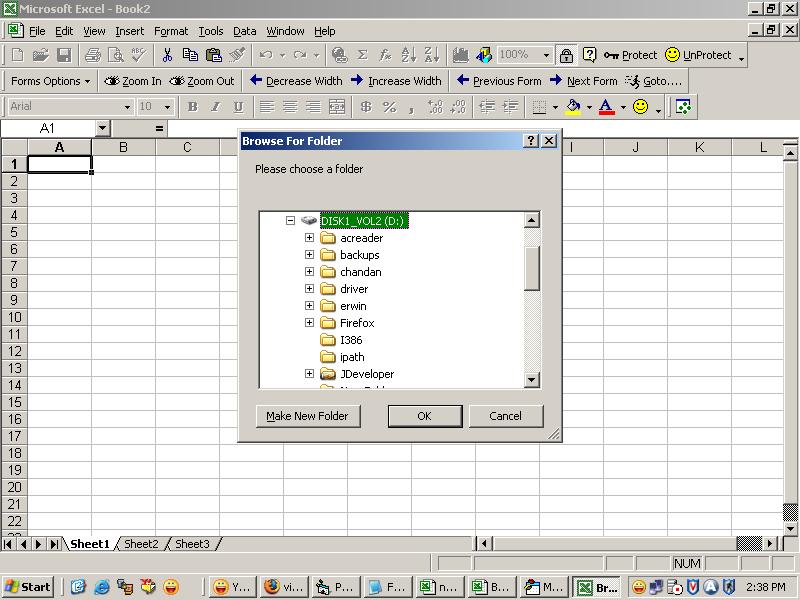 Microsoft Excel - Book2
File Edit View Insert Format Tools Data Window Help
100% Protect UnProtect
Forms Options Zoom In Zoom Out Decrease Width Increase Width Previous Form Next Form Goto....
Arial 10 B I U $ % ,
A1 =
A B C I J K L
Browse For Folder
Please choose a folder
DISK1_VOL2 (D:)
acreader
backups
chandan
driver
erwin
Firefox
I386
ipath
JDeveloper
Make New Folder OK Cancel
1
2
3
4
5
6
7
8
9
10
11
12
13
14
15
16
17
18
19
20
21
22
Sheet1 Sheet2 Sheet3
NUM
Start Y... vi... P... F... n... B... M... Br... 2:38 PM